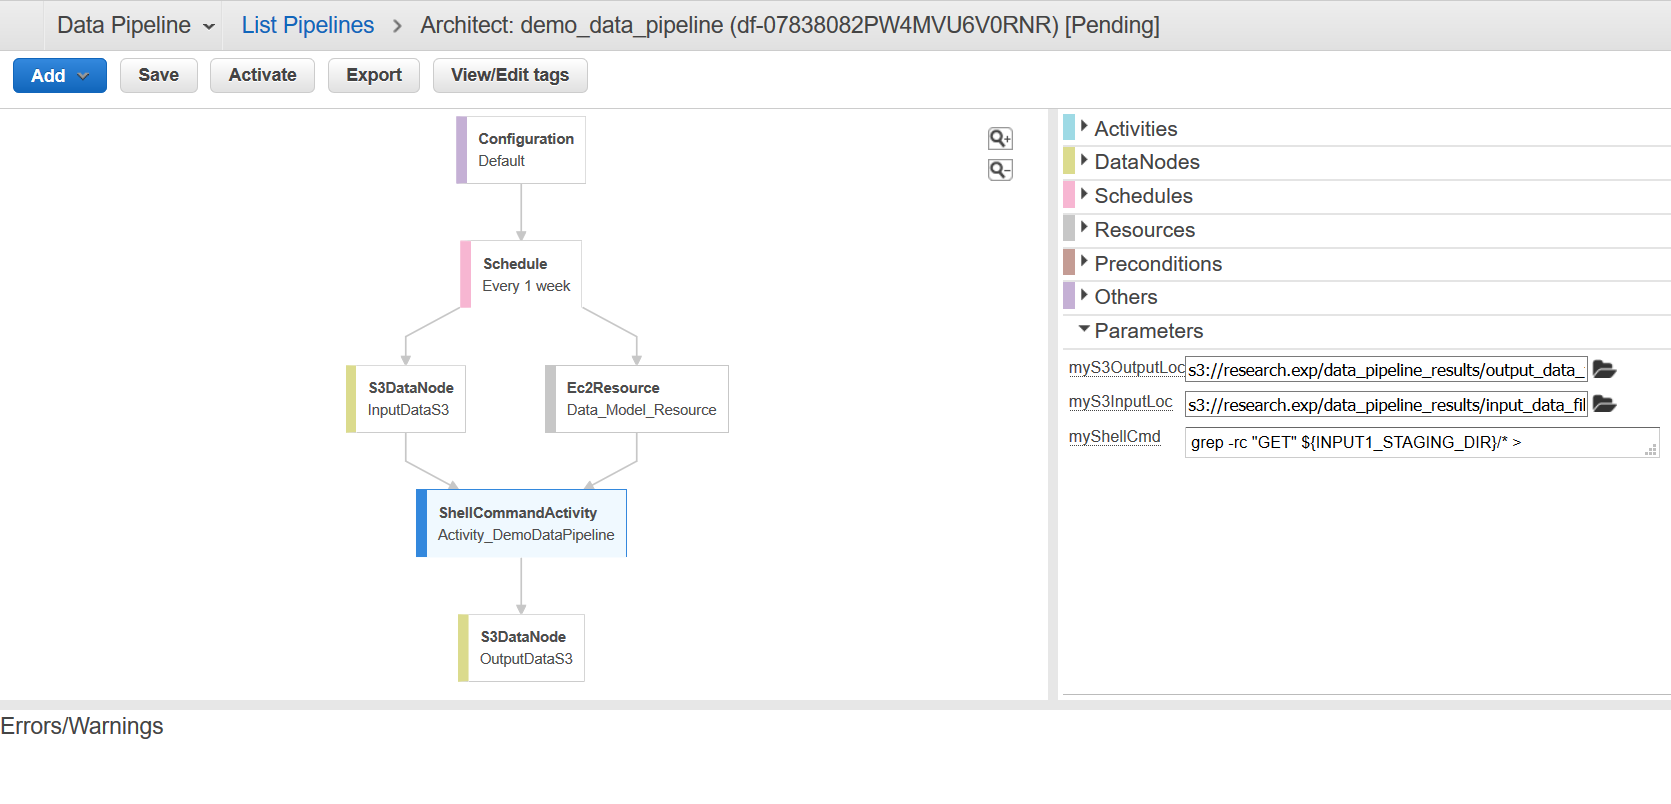 Data Pipeline List Pipelines > Architect: demo_data_pipeline (df-07838082PW4MVU6V0RNR) [Pending]
Add Save Activate Export View/Edit tags
Configuration
Default
Schedule
Every 1 week
S3DataNode
InputDataS3
Ec2Resource
Data_Model_Resource
ShellCommandActivity
Activity_DemoDataPipeline
S3DataNode
OutputDataS3
Activities
DataNodes
Schedules
Resources
Preconditions
Others
Parameters
myS3OutputLoc s3://research.exp/data_pipeline_results/output_data_
myS3InputLoc s3://research.exp/data_pipeline_results/input_data_fil
myShellCmd grep -rc "GET" ${INPUT1_STAGING_DIR}/* >
Errors/Warnings